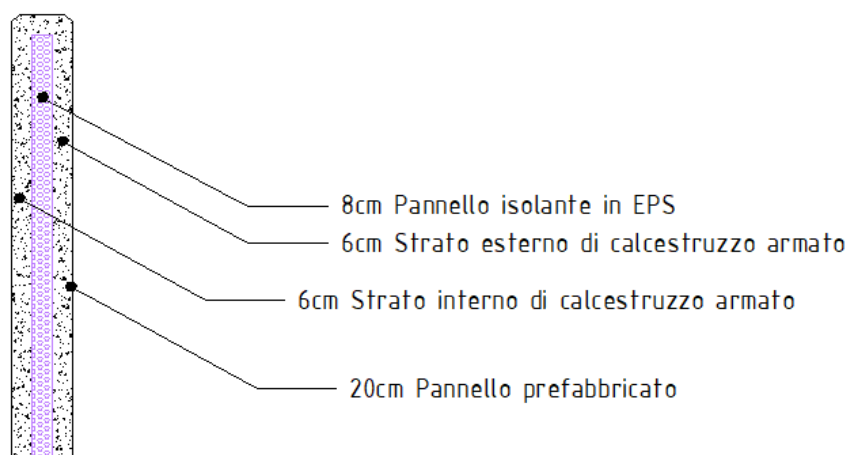 8cm Pannello isolante in EPS
6cm Strato esterno di calcestruzzo armato
6cm Strato interno di calcestruzzo armato
20cm Pannello prefabbricato